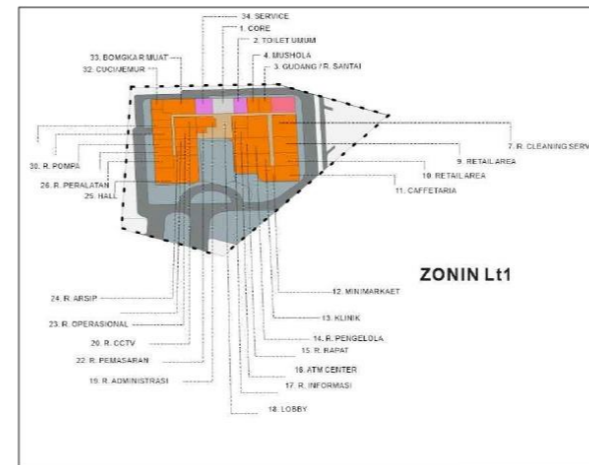 34. SERVICE
1. CORE
2. TOILET UMUM
33. BOMGKAR MUAT
4. MUSHOLA
32. CUCI/JEMUR
3. GUDANG / R. SANTAI
7. R. CLEANING SERV
30. R. POMPA
9. RETAIL AREA
10. RETAIL AREA
26. R. PERALATAN
11. CAFFETARIA
25. HALL
ZONIN Lt1
12. MINIMARKAET
24. R. ARSIP
13. KLINIK
23. R. OPERASIONAL
14. R. PENGELOLA
20. R. CCTV
15. R. RAPAT
22. R. PEMASARAN
16. ATM CENTER
19. R. ADMINISTRASI
17. R. INFORMASI
18. LOBBY